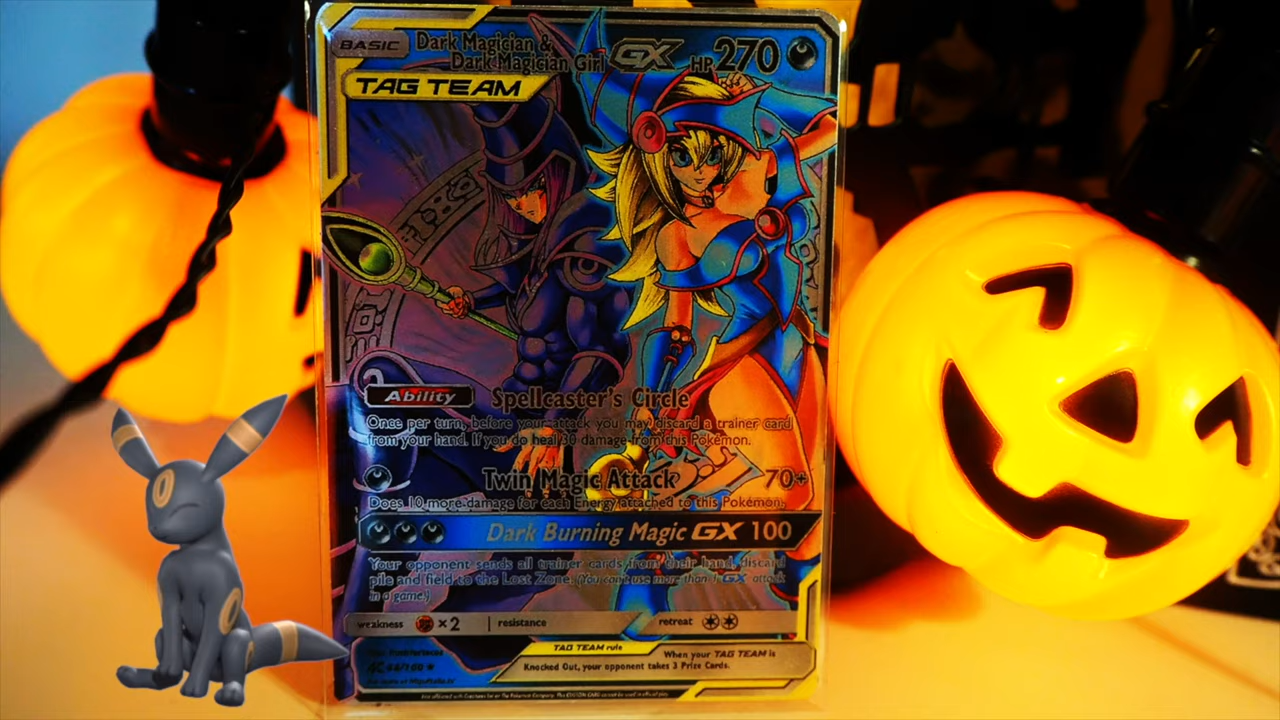 BASIC Dark Magician &
Dark Magician Girl GX HP 270
TAG TEAM
Ability Spellcaster's Circle
Once per turn, before your attack you may discard a trainer card
from your hand. If you do heal 30 damage from this Pokémon.
Twin Magic Attack 70+
Does 10 more damage for each Energy attached to this Pokémon.
Dark Burning Magic GX 100
Your opponent sends all trainer cards from their hand, discard
pile and field to the Lost Zone. (You can't use more than 1 GX attack
in a game.)
weakness ×2 resistance retreat
TAG TEAM rule When your TAG TEAM is
Knocked Out, your opponent takes 3 Prize Cards.